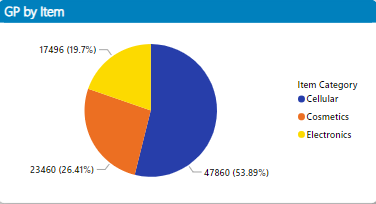 GP by Item
17496 (19.7%)
Item Category
Cellular
Cosmetics
Electronics
23460 (26.41%)
47860 (53.89%)